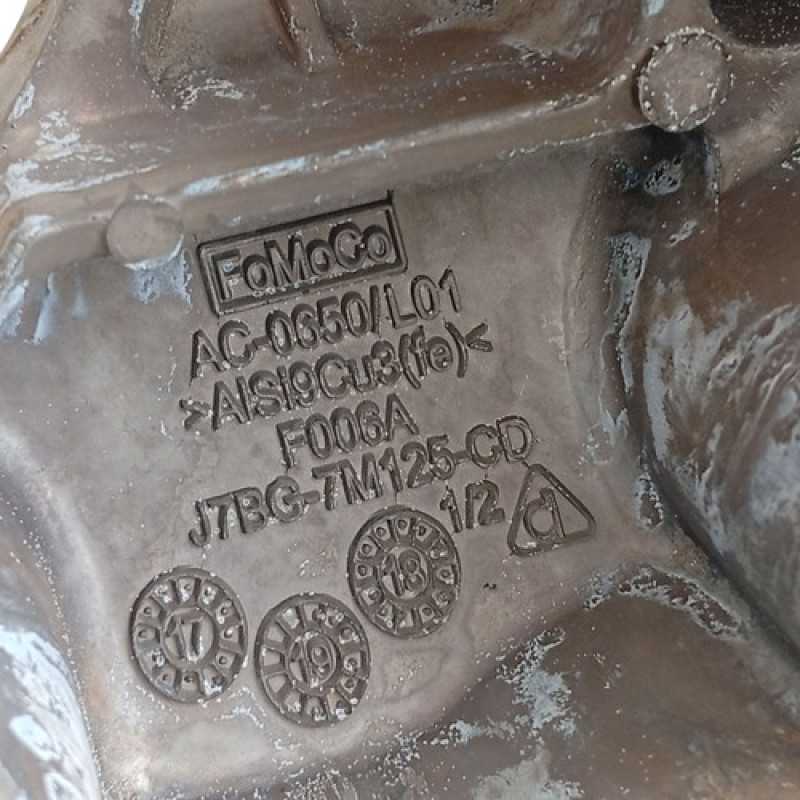 FoMoCo
AC-0650/L01
>AlSi9Cu3(fe)<
F006A
J7BG-7M125-CD
1/2 d
17
19
18